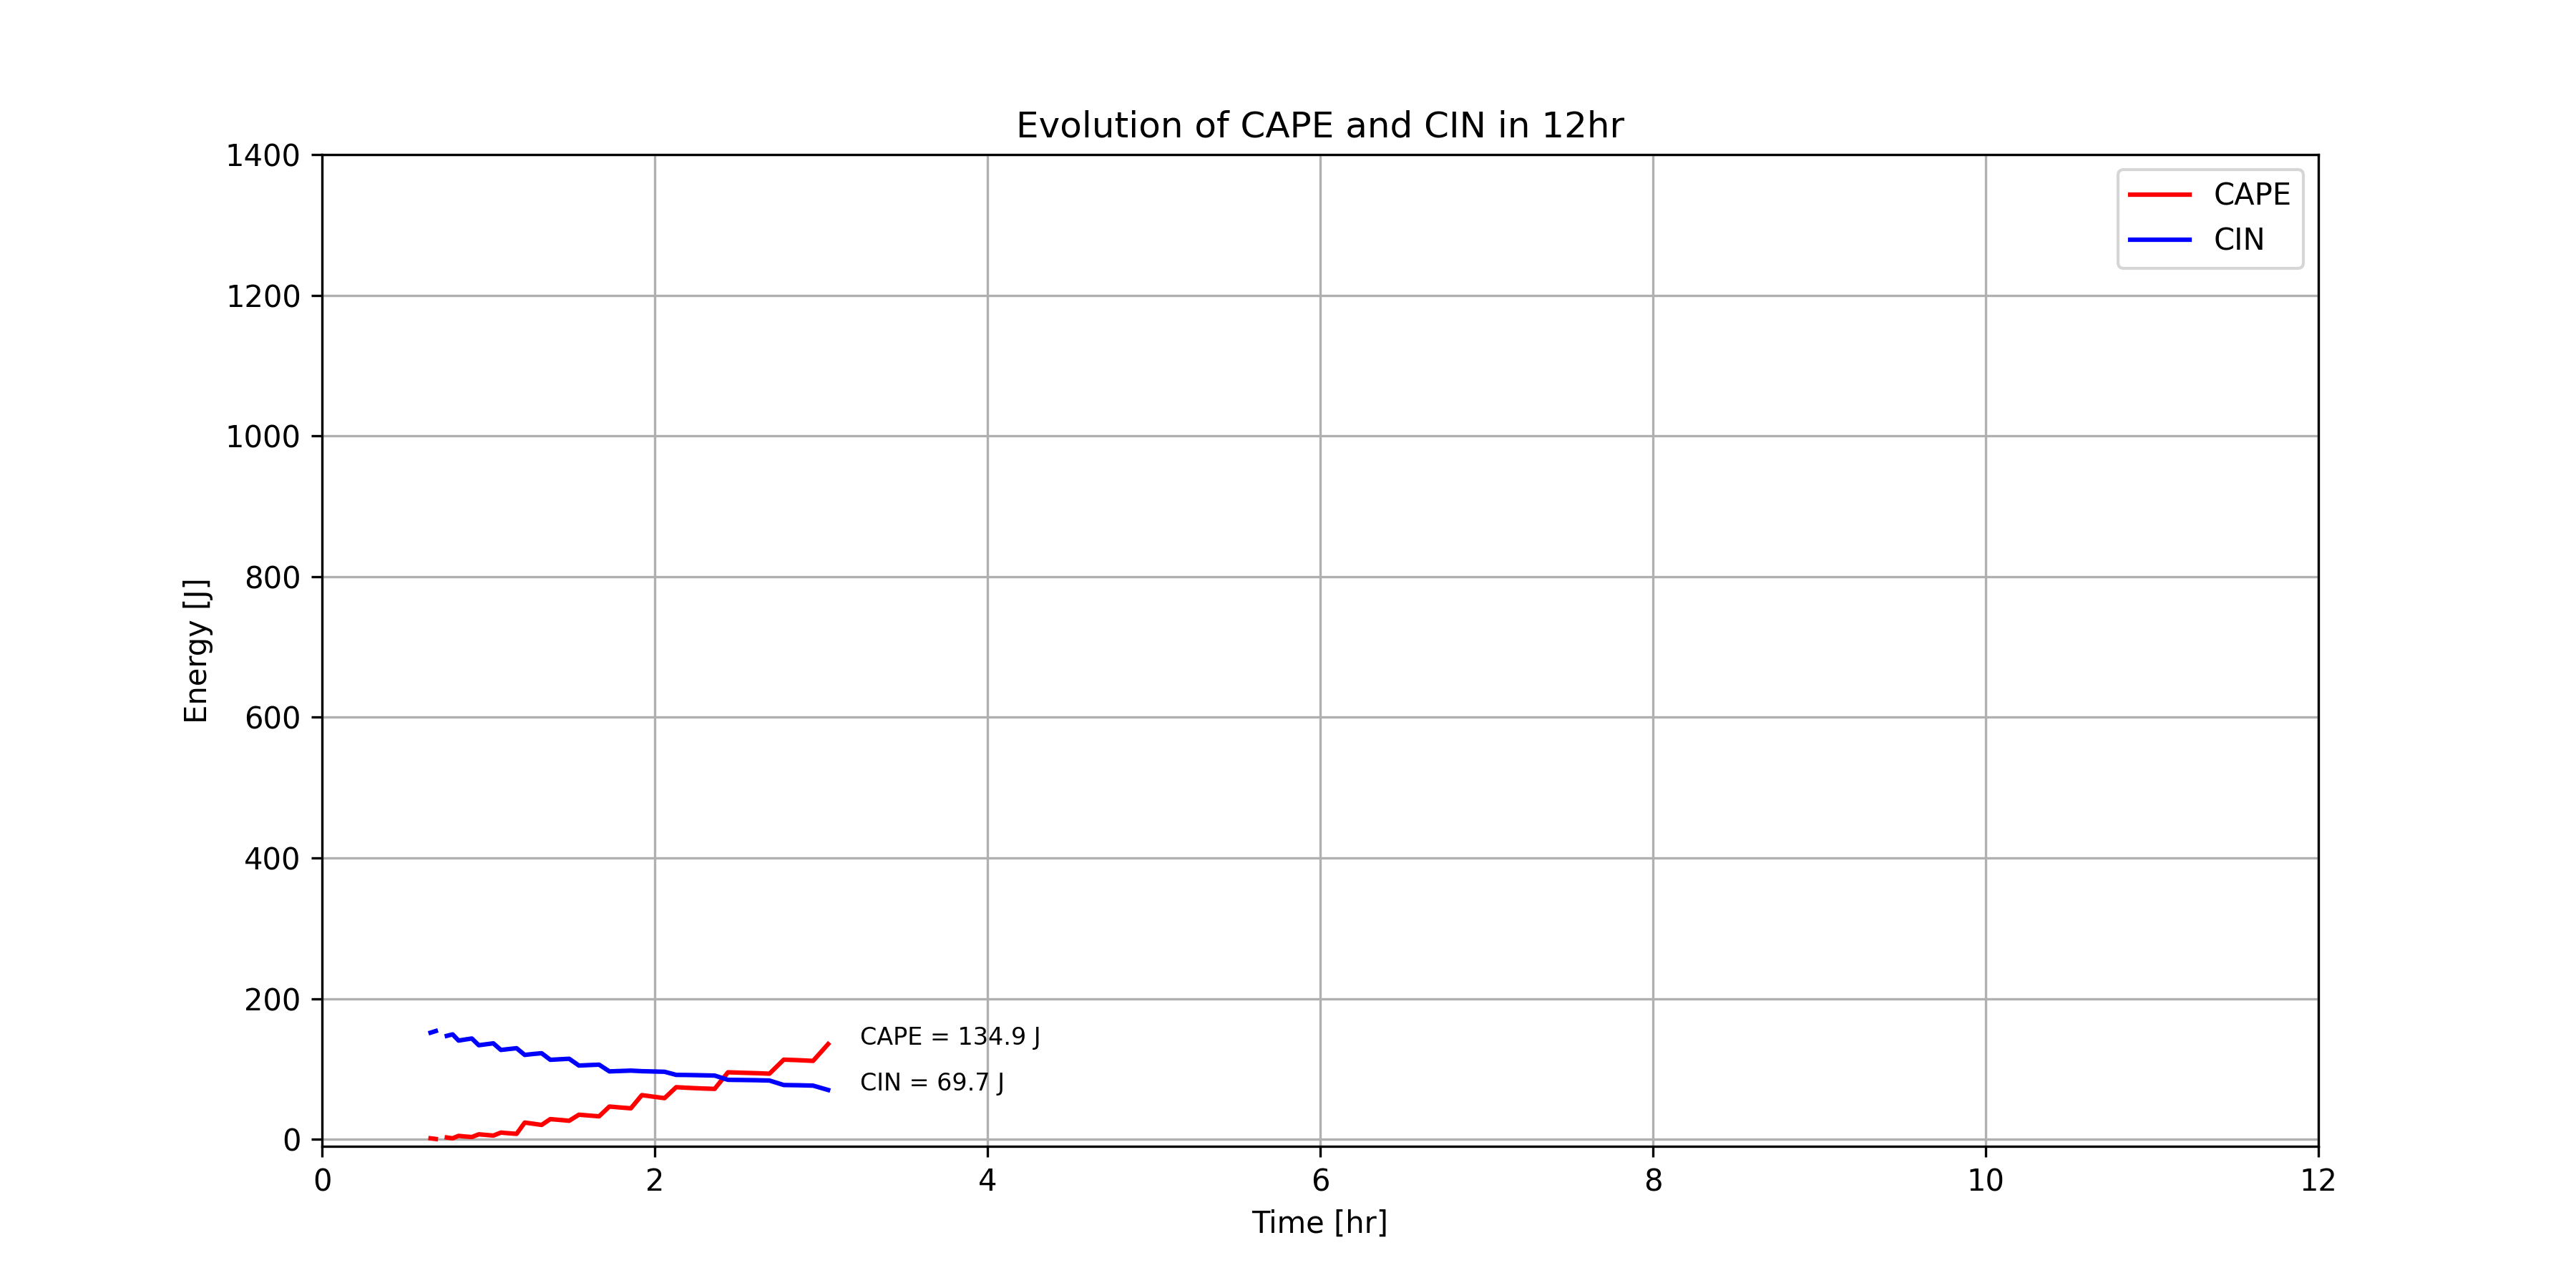 Evolution of CAPE and CIN in 12hr
1400
1200
1000
800
600
400
200
0
Energy [J]
CAPE
CIN
CAPE = 134.9 J
CIN = 69.7 J
0 2 4 6 8 10 12
Time [hr]